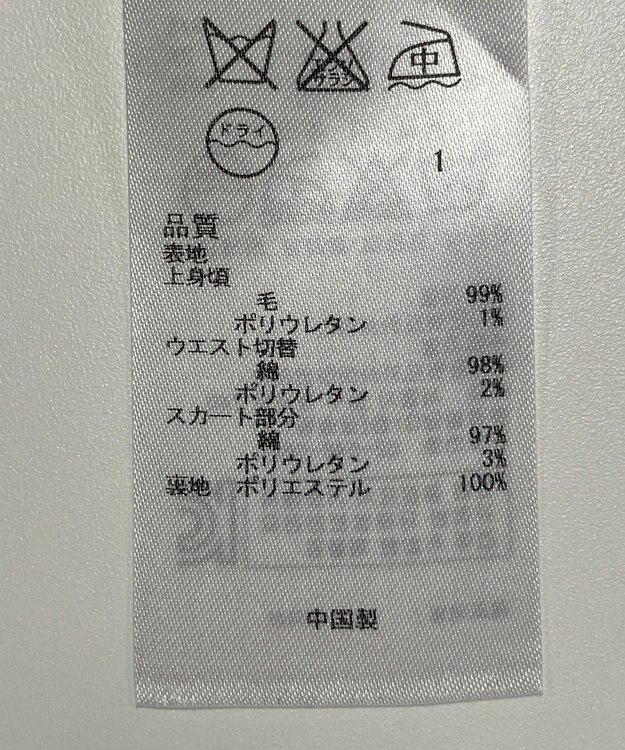 エンソ
サラシ
中
ドライ
1
品質
表地
上身頃
毛 99%
ポリウレタン 1%
ウエスト切替
綿 98%
ポリウレタン 2%
スカート部分
綿 97%
ポリウレタン 3%
裏地 ポリエステル 100%
中国製